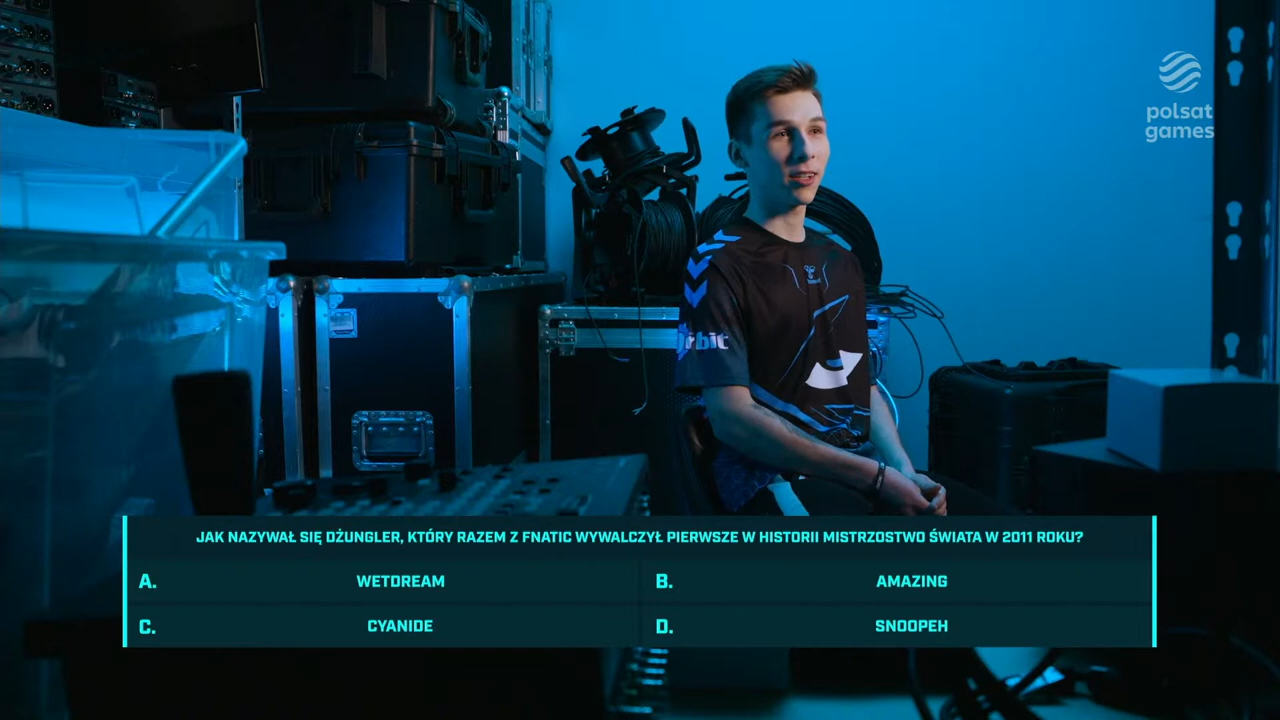 polsat
games
rbit
JAK NAZYWAŁ SIĘ DŻUNGLER, KTÓRY RAZEM Z FNATIC WYWALCZYŁ PIERWSZE W HISTORII MISTRZOSTWO ŚWIATA W 2011 ROKU?
A. WETDREAM
B. AMAZING
C. CYANIDE
D. SNOOPEH